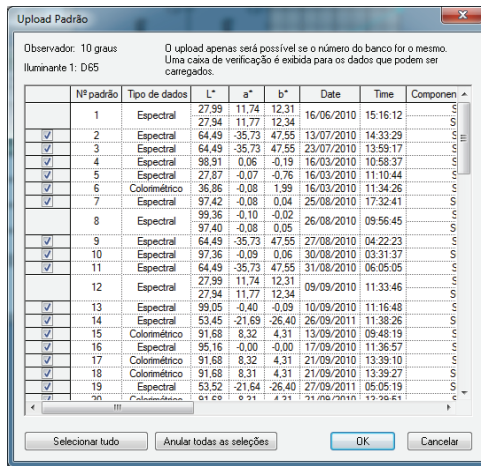 Upload Padrão
Observador: 10 graus
Iluminante 1: D65
O upload apenas será possível se o número do banco for o mesmo.
Uma caixa de verificação é exibida para os dados que podem ser
carregados.
Nº padrão Tipo de dados L* a* b* Date Time Componen
1 Espectral 27,99 11,74 12,31 16/06/2010 15:16:12 S
27,94 11,77 12,34 S
2 Espectral 64,49 -35,73 47,55 13/07/2010 14:33:29 S
3 Espectral 64,49 -35,73 47,55 23/07/2010 13:59:17 S
4 Espectral 98,91 0,06 -0,19 16/03/2010 10:58:37 S
5 Espectral 27,87 -0,07 -0,76 16/03/2010 11:10:44 S
6 Colorimétrico 36,86 -0,08 1,99 16/03/2010 11:34:26 S
7 Espectral 97,42 -0,08 0,04 25/08/2010 17:32:41 S
8 Espectral 99,36 -0,10 -0,02 26/08/2010 09:56:45 S
97,40 -0,08 0,05 S
9 Espectral 64,49 -35,73 47,55 27/08/2010 04:22:23 S
10 Espectral 97,36 -0,09 0,06 30/08/2010 03:31:37 S
11 Espectral 64,49 -35,73 47,55 31/08/2010 06:05:05 S
12 Espectral 27,99 11,74 12,31 09/09/2010 11:33:46 S
27,94 11,77 12,34 S
13 Espectral 99,05 -0,40 -0,09 10/09/2010 11:16:48 S
14 Espectral 53,45 -21,69 -26,40 26/09/2011 11:38:26 S
15 Colorimétrico 91,68 8,32 4,31 13/09/2010 09:48:19 S
16 Espectral 95,16 -0,00 -0,00 17/09/2010 11:36:57 S
17 Colorimétrico 91,68 8,32 4,31 21/09/2010 13:39:10 S
18 Colorimétrico 91,68 8,31 4,31 21/09/2010 13:39:27 S
19 Espectral 53,52 -21,64 -26,40 27/09/2011 05:05:19 S
20 Colorimétrico 91,68 8,31 4,31 21/09/2010 13:39:51 S
Selecionar tudo
Anular todas as seleções
OK
Cancelar